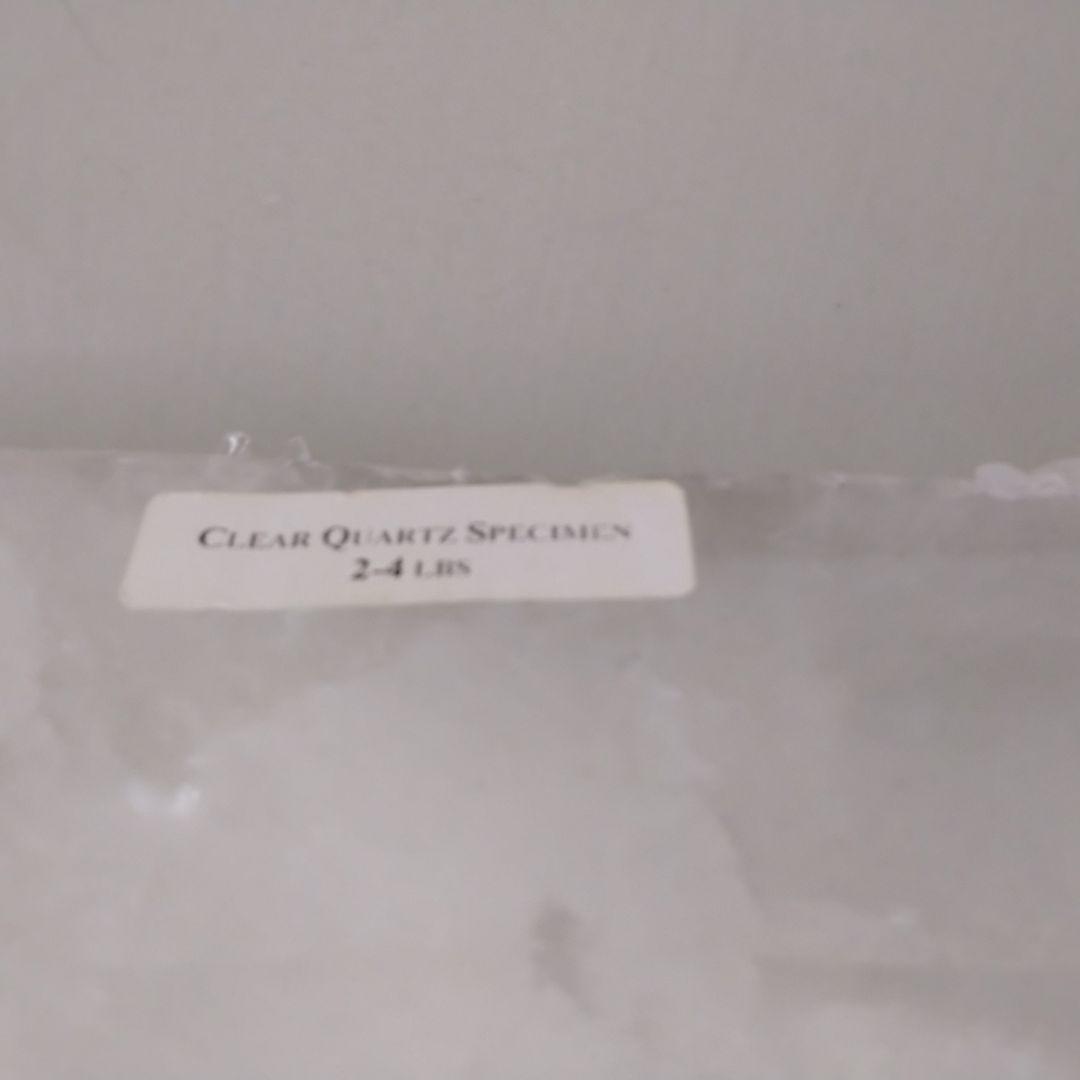 CLEAR QUARTZ SPECIMEN
2-4 LBS